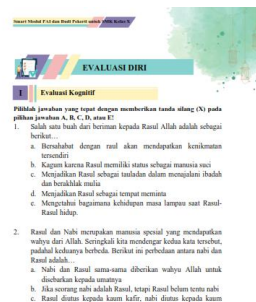 Smart Modul PAI dan Budi Pekerti untuk SMK Kelas X
EVALUASI DIRI
I Evaluasi Kognitif
Pilihlah jawaban yang tepat dengan memberikan tanda silang (X) pada
pilihan jawaban A, B, C, D, atau E!
1. Salah satu buah dari beriman kepada Rasul Allah adalah sebagai
berikut…
a. Bersahabat dengan rasul akan mendapatkan kenikmatan
tersendiri
b. Kagum karena Rasul memiliki status sebagai manusia suci
c. Menjadikan Rasul sebagai tauladan dalam menajalani ibadah
dan berakhlak mulia
d. Menjadikan Rasul sebagai tempat meminta
e. Mengetahui bagaimana kehidupan masa lampau saat Rasul-
Rasul hidup.
2. Rasul dan Nabi merupakan manusia spesial yang mendapatkan
wahyu dari Allah. Seringkali kita mendengar kedua kata tersebut,
padahal keduanya berbeda. Berikut ini perbedaan antara nabi dan
Rasul adalah…
a. Nabi dan Rasul sama-sama diberikan wahyu Allah untuk
disebarkan kepada umatnya
b. Jika seorang nabi adalah Rasul, tetapi Rasul belum tentu nabi
c. Rasul diutus kepada kaum kafir, nabi diutus kepada kaum